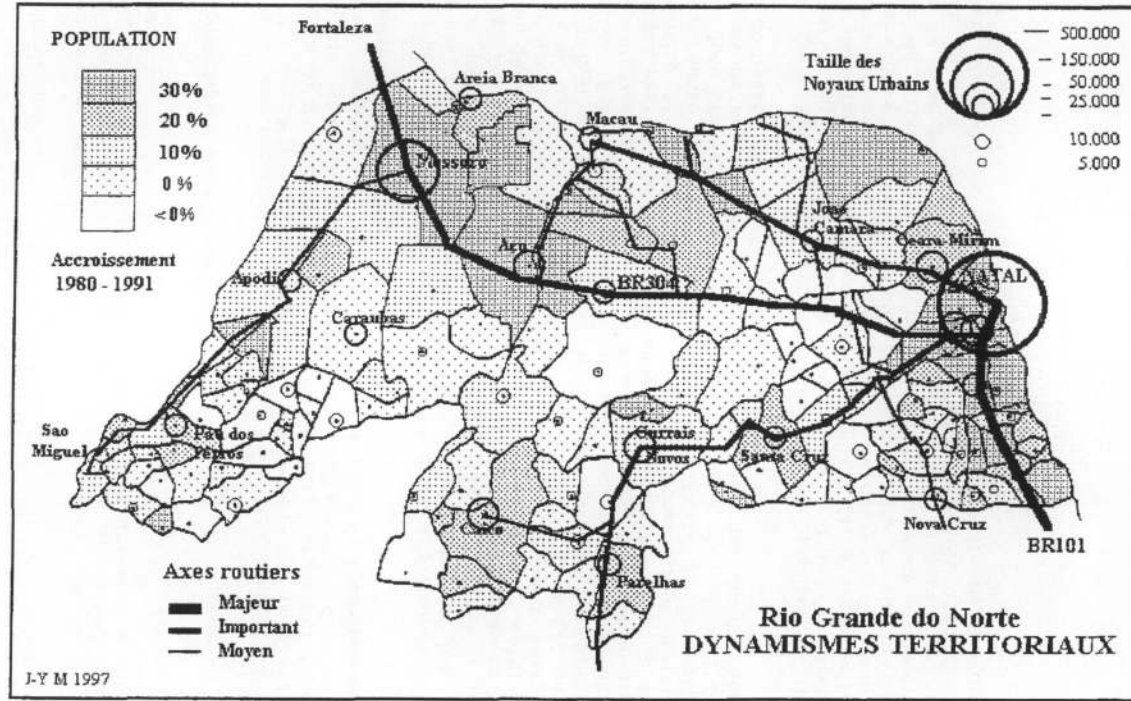 Fortaleza
POPULATION
30%
20 %
10%
0 %
<0%
Accroissement
1980 - 1991
Taille des
Noyaux Urbains
500.000
150.000
50.000
25.000
10.000
5.000
Areia Branca
Macau
Mossoro
Joao
Camara
Ceara-Mirim
NATAL
Açu
BR304
Apodi
Caraubas
Sao
Miguel
Pau dos
Ferros
Currais
Novos
Santa Cruz
Caico
Nova Cruz
Parelhas
BR101
Axes routiers
Majeur
Important
Moyen
Rio Grande do Norte
DYNAMISMES TERRITORIAUX
J-Y M 1997